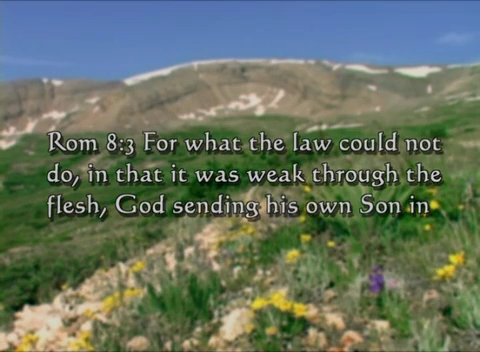 Rom 8:3 For what the law could not
do, in that it was weak through the
flesh, God sending his own Son in